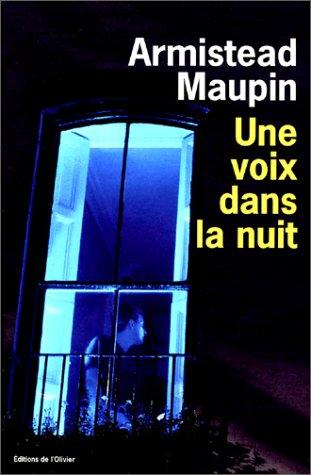 Armistead
Maupin
Une
voix
dans
la nuit
Éditions de l'Olivier